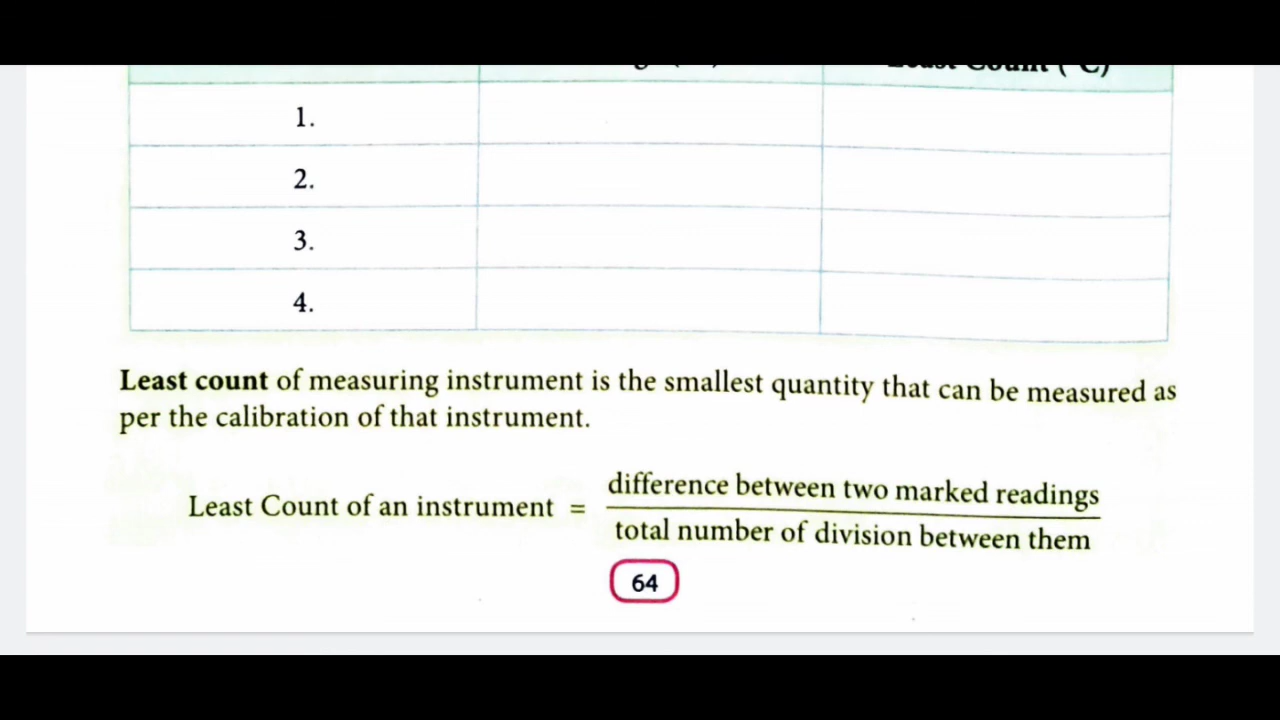 Least Count (°C)
1.
2.
3.
4.
Least count of measuring instrument is the smallest quantity that can be measured as
per the calibration of that instrument.
Least Count of an instrument =
difference between two marked readings
total number of division between them
64